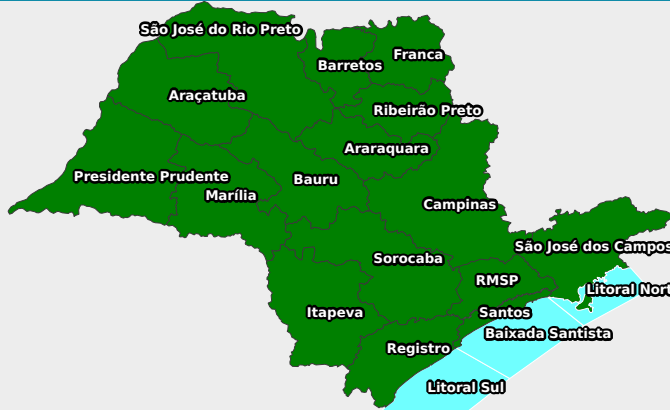 São José do Rio Preto
Franca
Barretos
Araçatuba
Ribeirão Preto
Araraquara
Presidente Prudente
Bauru
Marília
Campinas
São José dos Campos
Sorocaba
RMSP
Litoral Nort
Itapeva
Santos
Baixada Santista
Registro
Litoral Sul